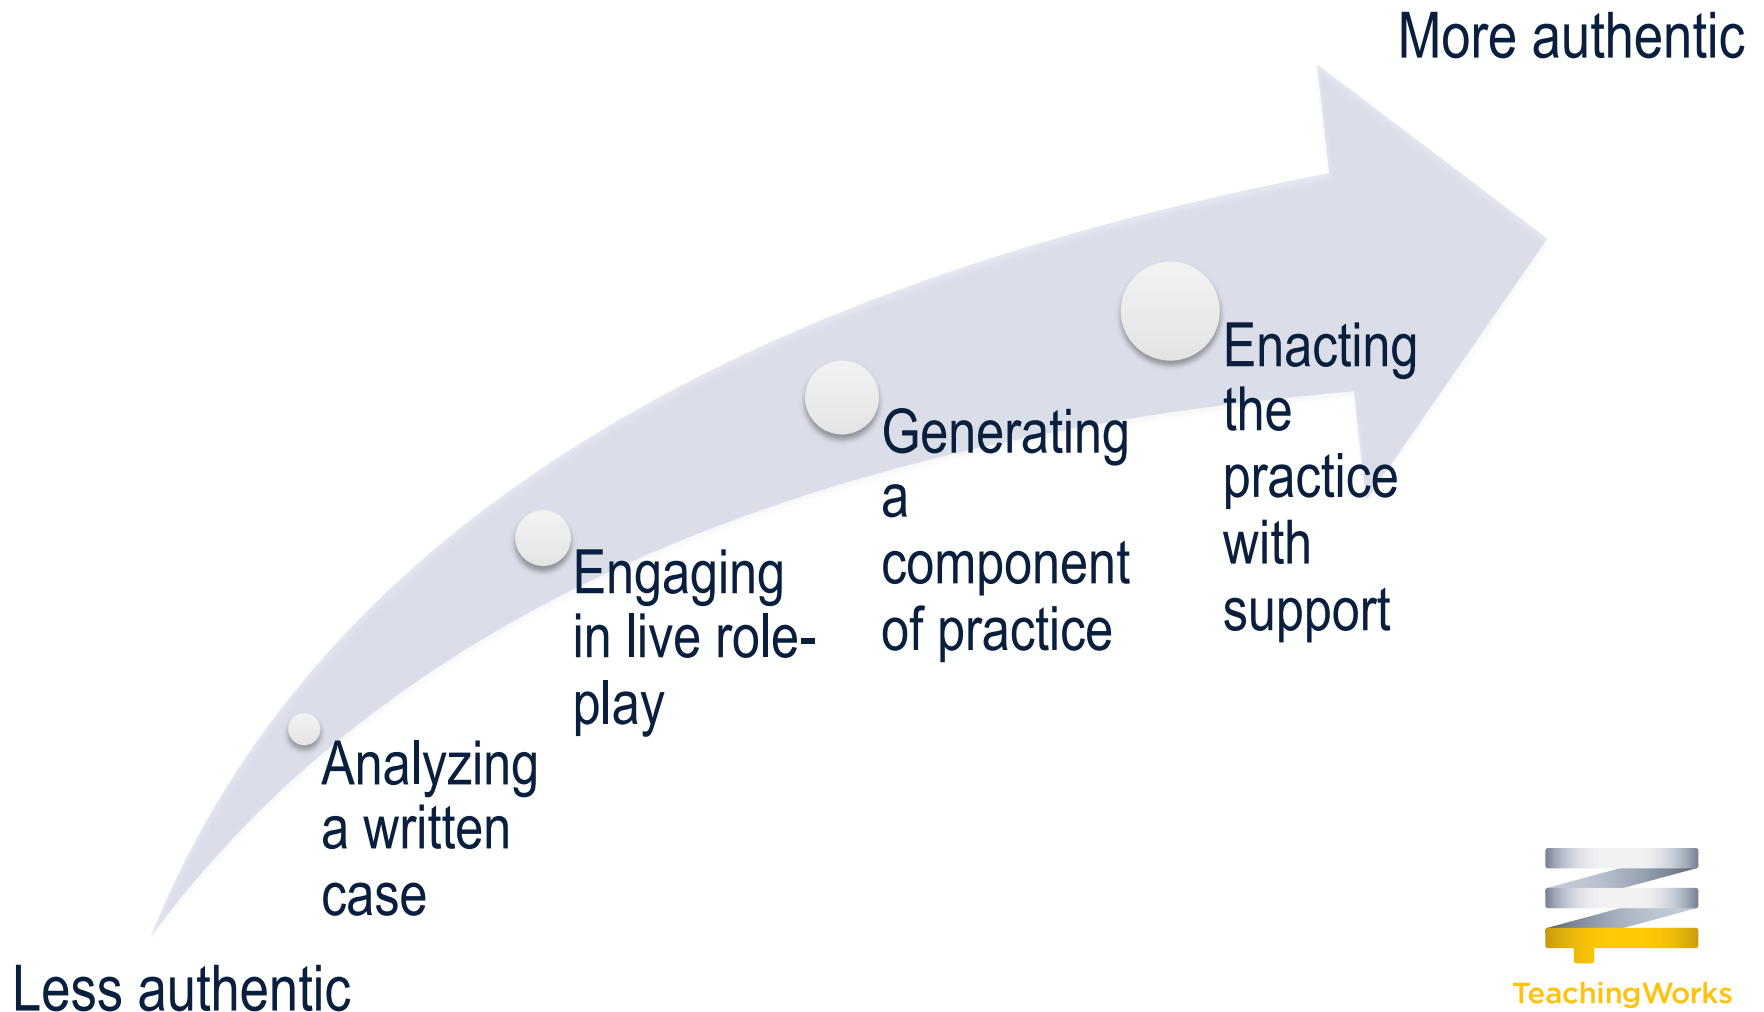 More authentic
Enacting
the
practice
with
support
Generating
a
component
of practice
Engaging
in live role-
play
Analyzing
a written
case
Less authentic
TeachingWorks